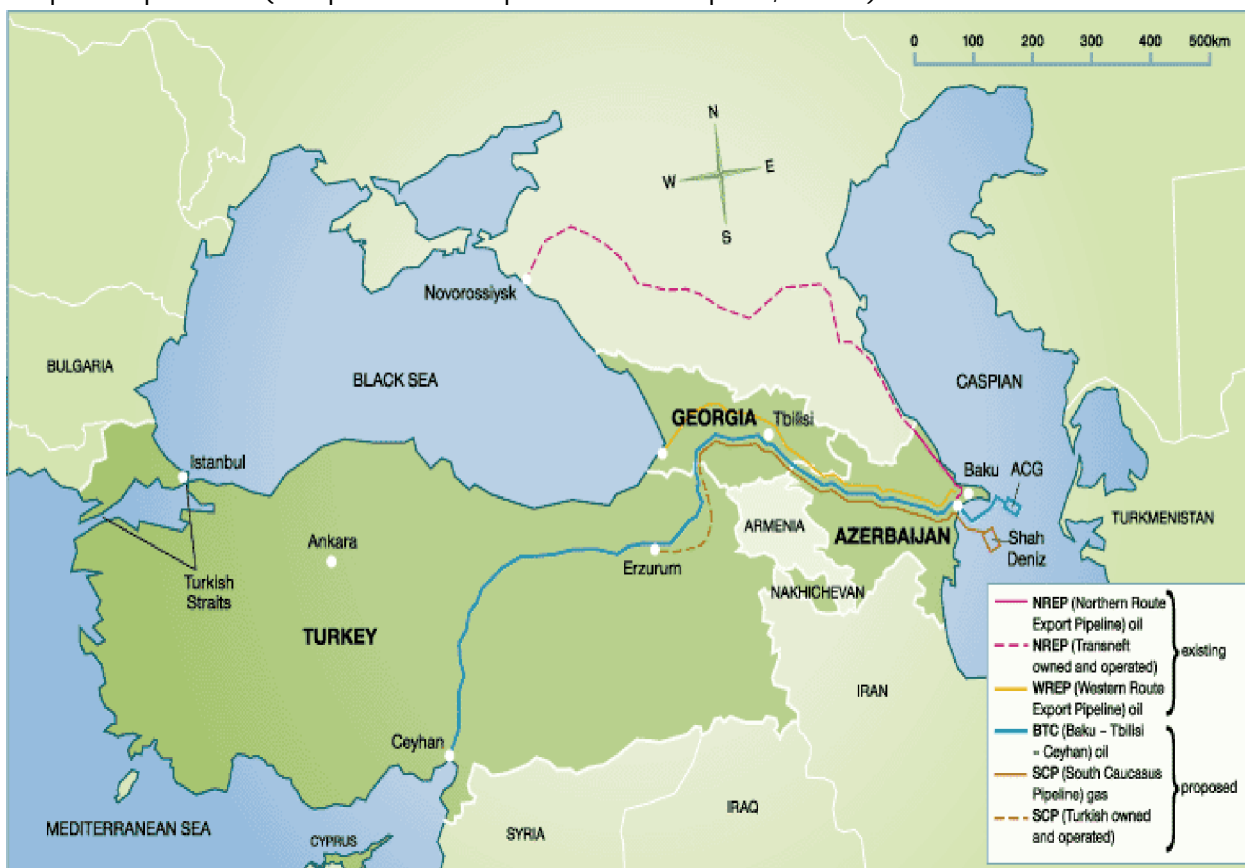 0 100 200 300 400 500km
N
W E
S
Novorossiysk
BULGARIA
BLACK SEA
CASPIAN
GEORGIA
Tbilisi
Istanbul
Baku
ACG
TURKMENISTAN
ARMENIA
AZERBAIJAN
Shah
Deniz
Ankara
Erzurum
Turkish
Straits
NAKHICHEVAN
TURKEY
IRAN
Ceyhan
IRAQ
SYRIA
MEDITERRANEAN SEA
CYPRUS
NREP (Northern Route
Export Pipeline) oil
NREP (Transneft
owned and operated)
WREP (Western Route
Export Pipeline) oil
existing
BTC (Baku – Tbilisi
– Ceyhan) oil
SCP (South Caucasus
Pipeline) gas
SCP (Turkish owned
and operated)
proposed